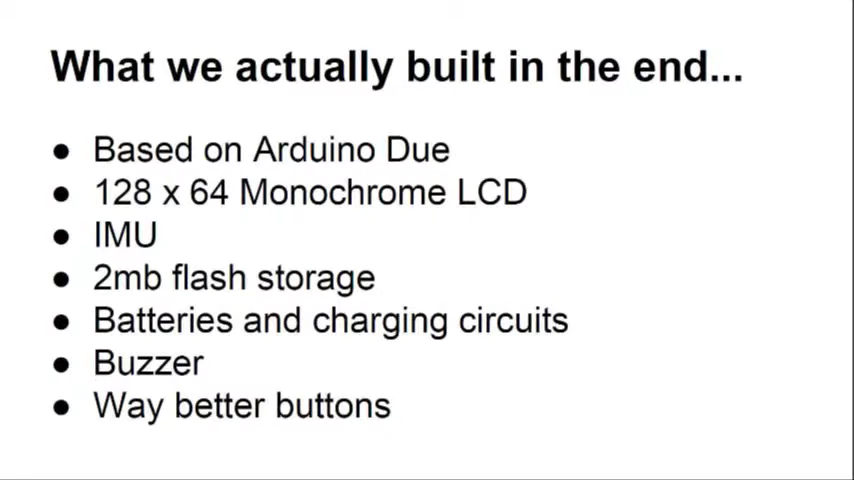 What we actually built in the end...
● Based on Arduino Due
● 128 x 64 Monochrome LCD
● IMU
● 2mb flash storage
● Batteries and charging circuits
● Buzzer
● Way better buttons